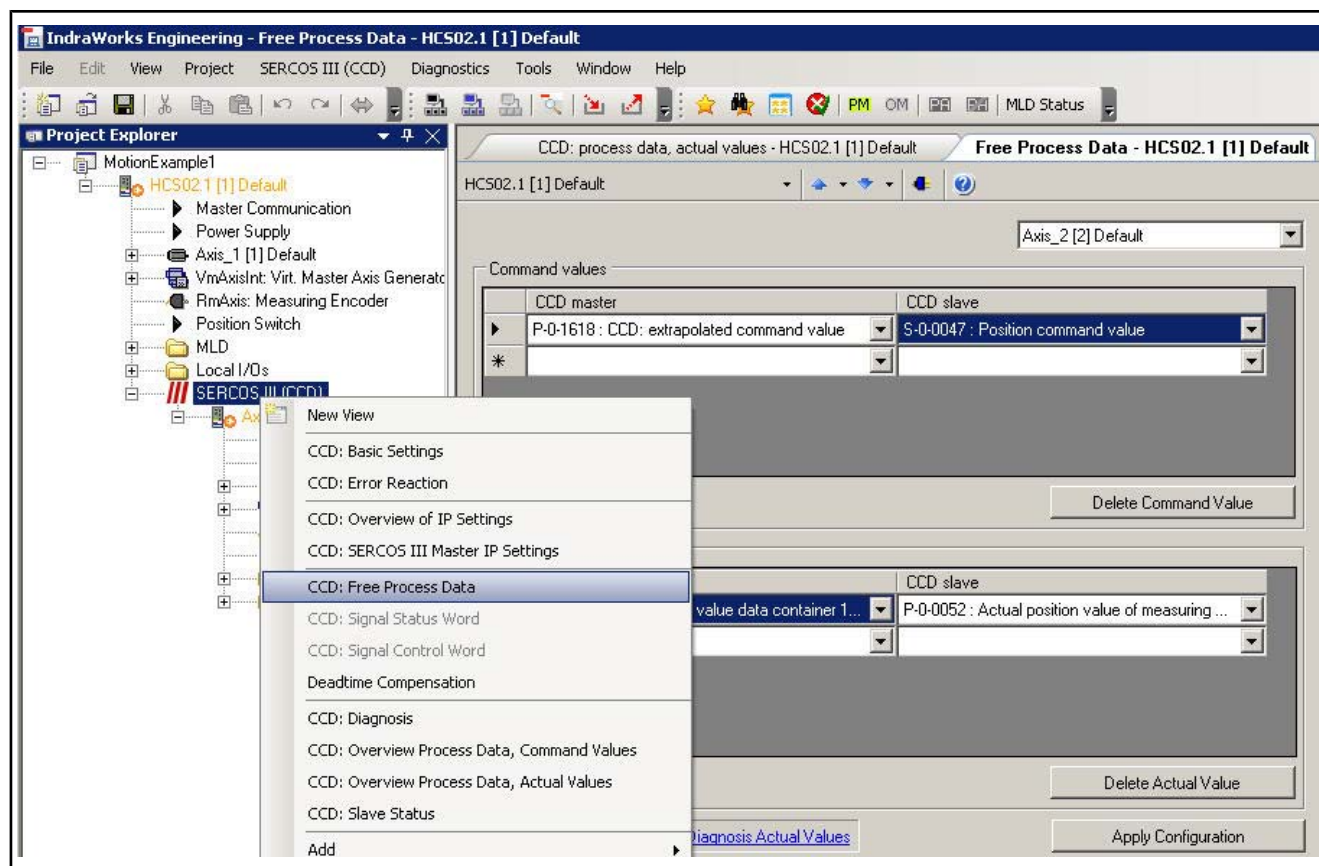 IndraWorks Engineering - Free Process Data - HCS02.1 [1] Default
File Edit View Project SERCOS III (CCD) Diagnostics Tools Window Help
PM OM MLD Status
Project Explorer
MotionExample1
HCS02.1 [1] Default
Master Communication
Power Supply
Axis_1 [1] Default
VmAxisInt: Virt. Master Axis Generato
RmAxis: Measuring Encoder
Position Switch
MLD
Local I/Os
SERCOS III (CCD)
Ax
New View
CCD: Basic Settings
CCD: Error Reaction
CCD: Overview of IP Settings
CCD: SERCOS III Master IP Settings
CCD: Free Process Data
CCD: Signal Status Word
CCD: Signal Control Word
Deadtime Compensation
CCD: Diagnosis
CCD: Overview Process Data, Command Values
CCD: Overview Process Data, Actual Values
CCD: Slave Status
Add
CCD: process data, actual values - HCS02.1 [1] Default
Free Process Data - HCS02.1 [1] Default
HCS02.1 [1] Default
Axis_2 [2] Default
Command values
CCD master CCD slave
P-0-1618 : CCD: extrapolated command value S-0-0047 : Position command value
Delete Command Value
CCD slave
value data container 1... P-0-0052 : Actual position value of measuring ...
Delete Actual Value
Diagnosis Actual Values
Apply Configuration